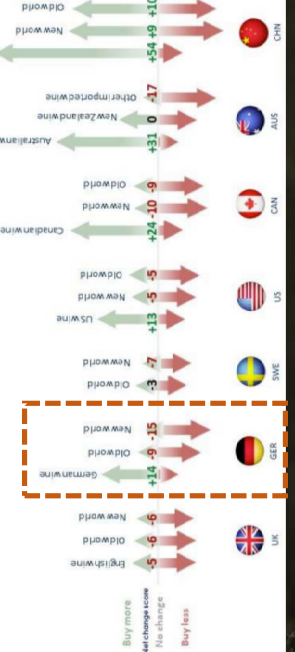 Buy more
Net change score
No change
Buy less
English wine -5
Old world -6
New world -6
UK
German wine +14
Old world -9
New world -15
GER
Old world -3
New world -7
SWE
US wine +13
New world -5
Old world -5
US
Canadian wine +24
New world -10
Old world -9
CAN
Australian +31
New Zealand wine 0
Other imported wine -17
AUS
+54
New world +9
Old world +10
CHN